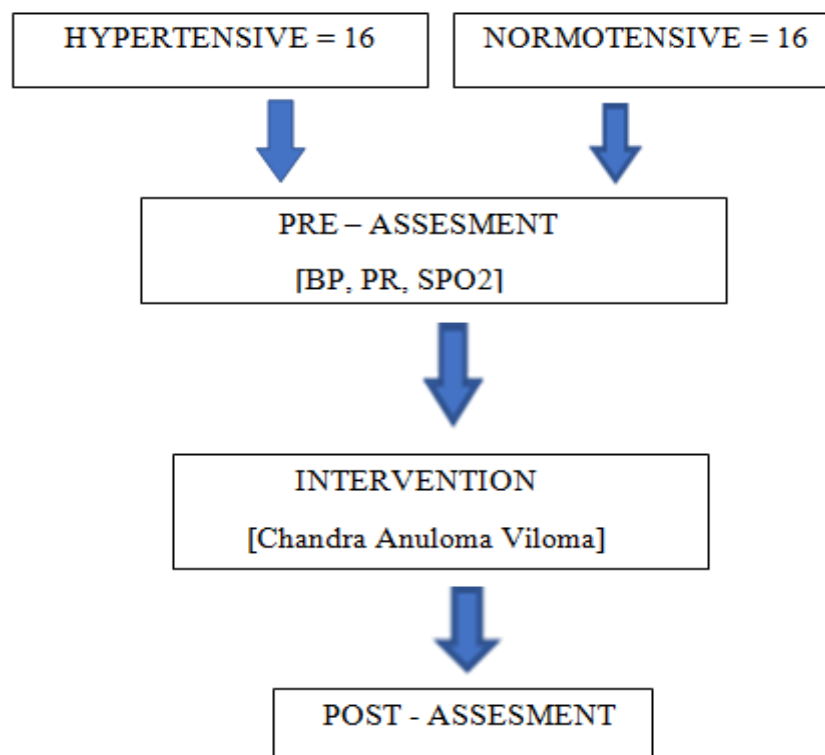 HYPERTENSIVE = 16
NORMOTENSIVE = 16
PRE – ASSESMENT
[BP, PR, SPO2]
INTERVENTION
[Chandra Anuloma Viloma]
POST - ASSESMENT